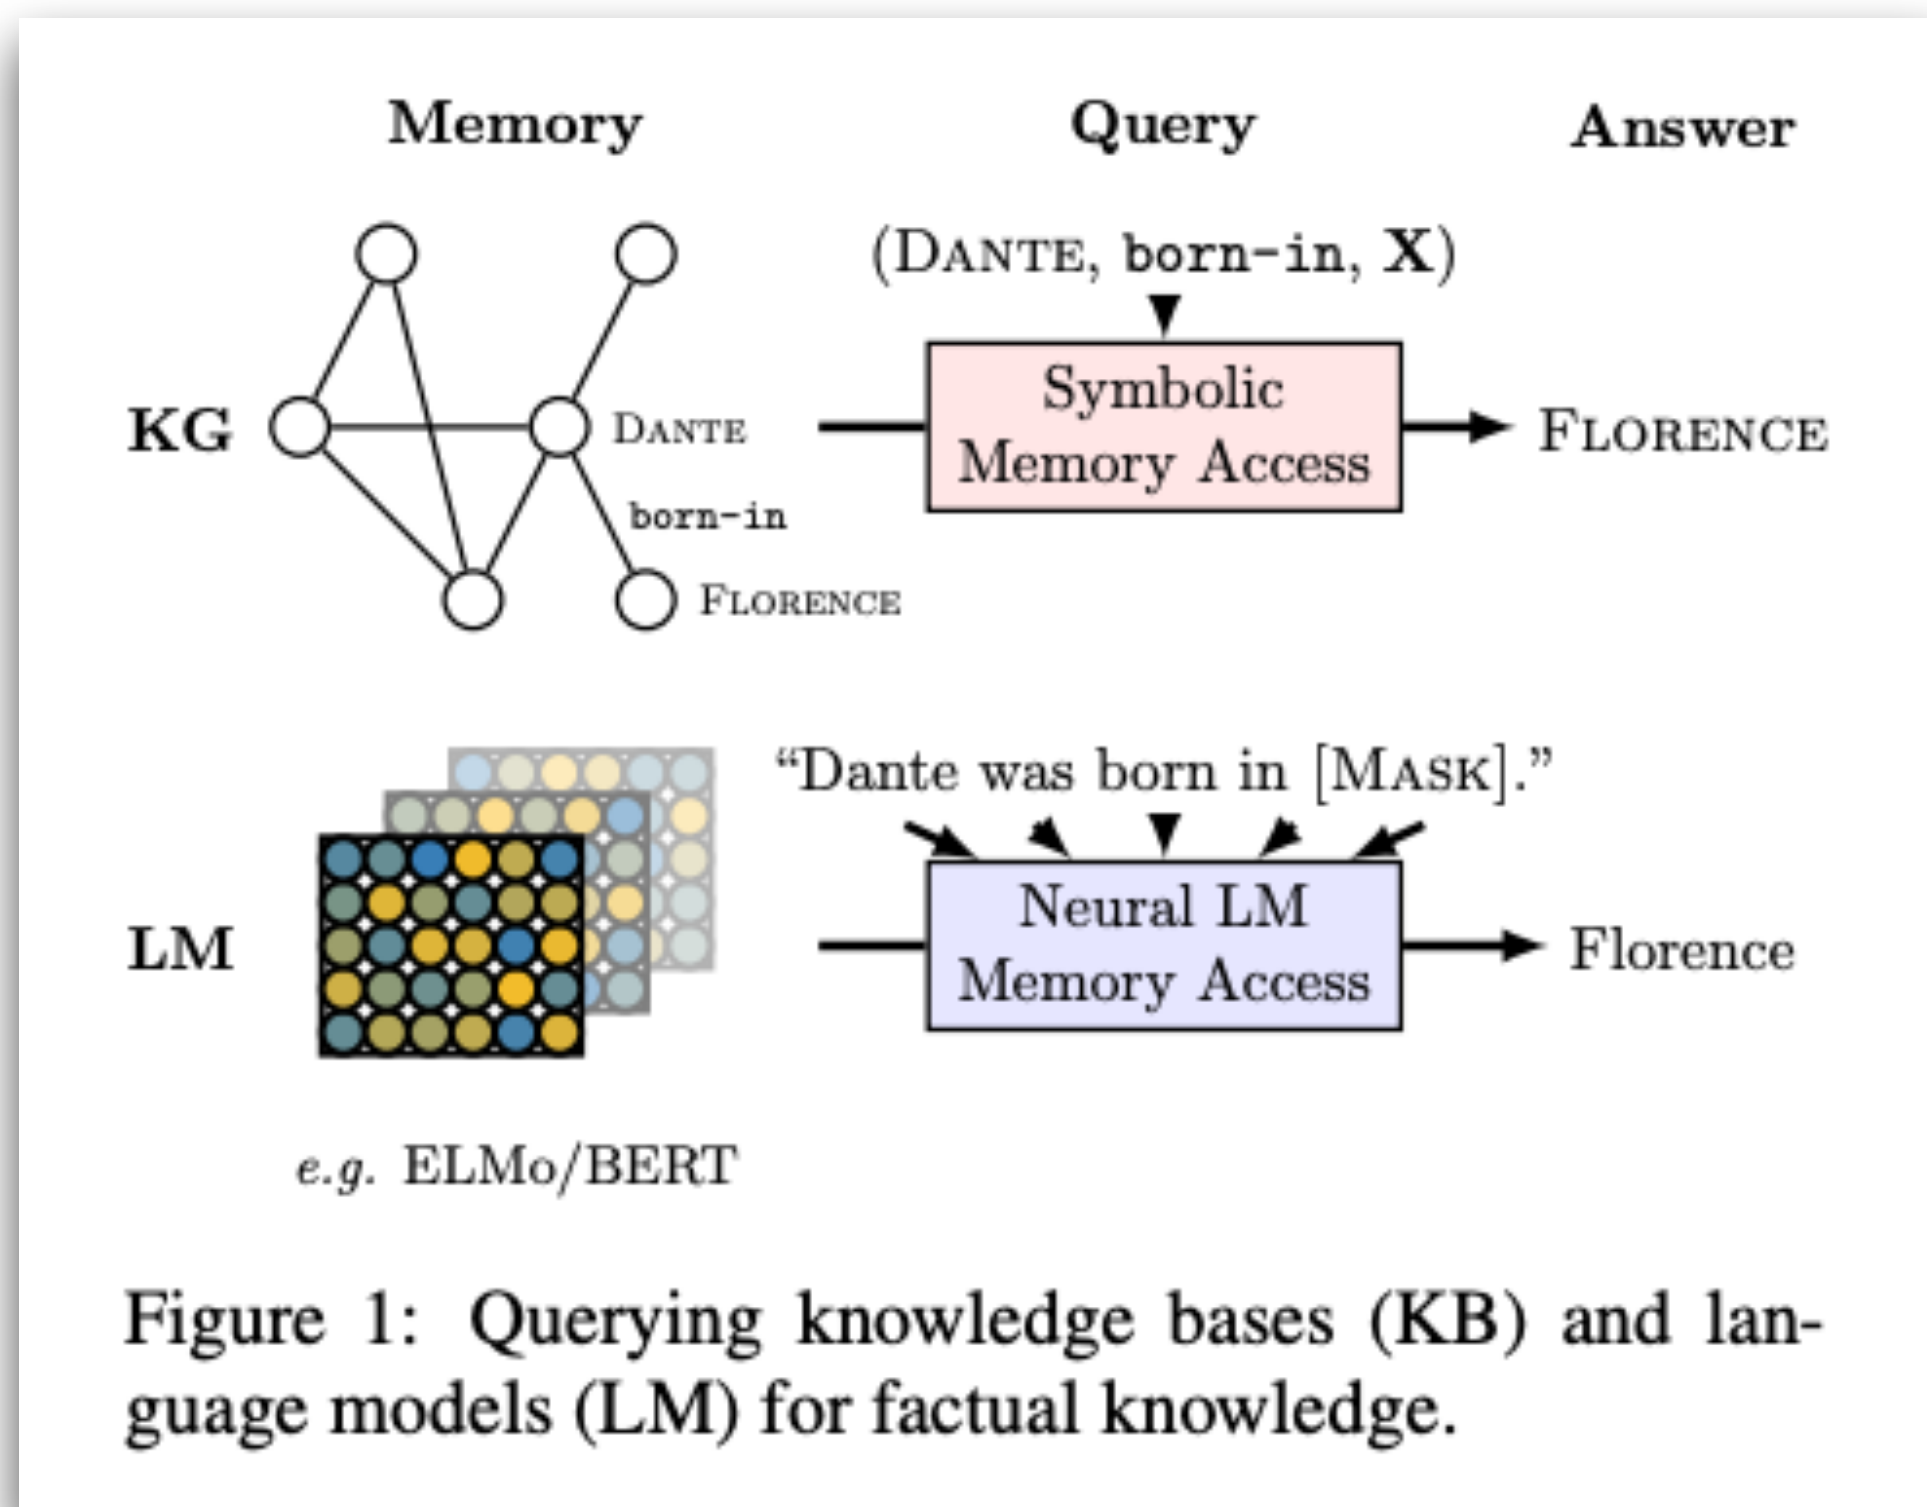 Memory Query Answer
(DANTE, born-in, X)
KG DANTE Symbolic Memory Access FLORENCE
born-in
FLORENCE
"Dante was born in [MASK]."
LM Neural LM Memory Access Florence
e.g. ELMo/BERT
Figure 1: Querying knowledge bases (KB) and lan-
guage models (LM) for factual knowledge.